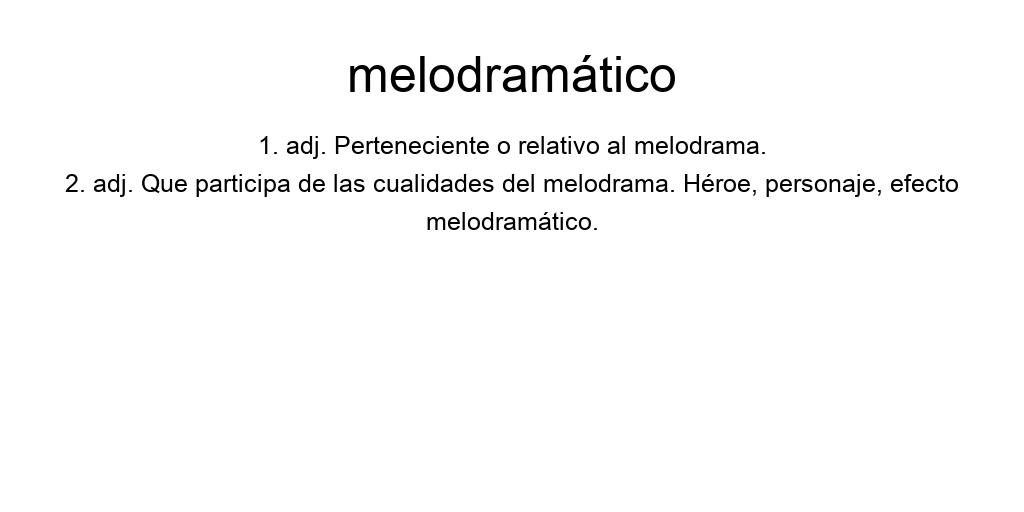 melodramático
1. adj. Perteneciente o relativo al melodrama.
2. adj. Que participa de las cualidades del melodrama. Héroe, personaje, efecto
melodramático.